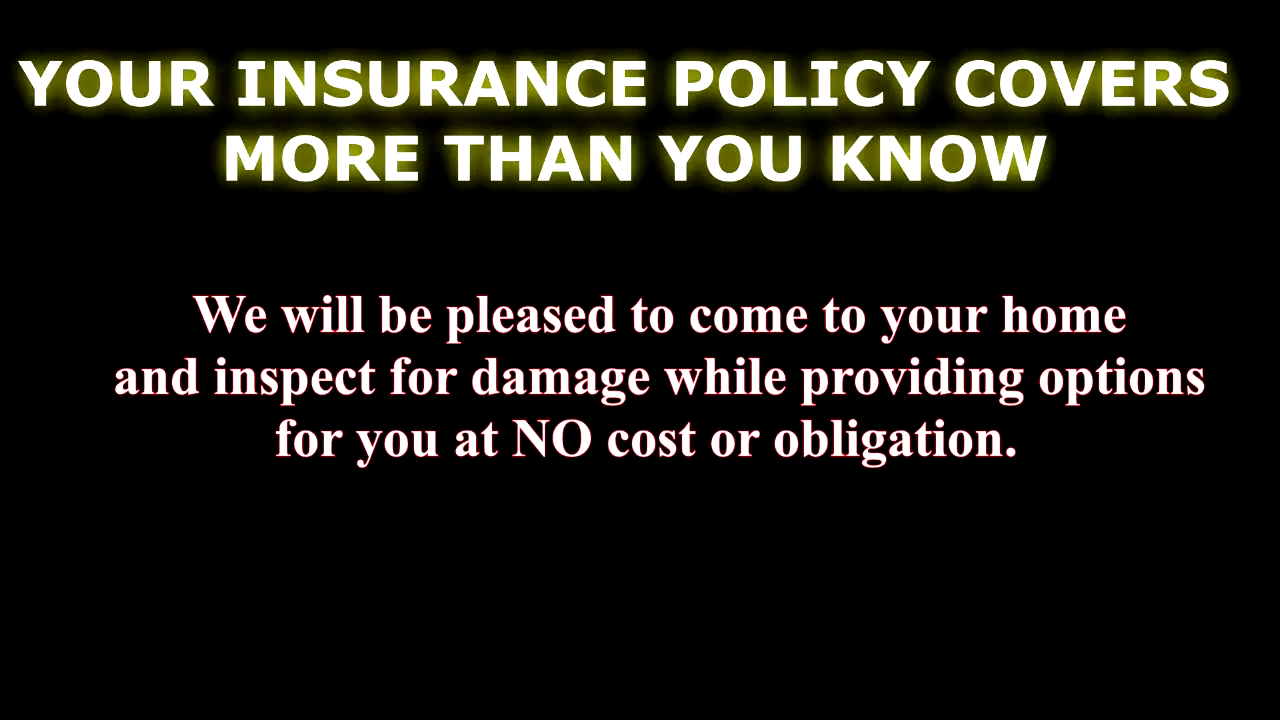 YOUR INSURANCE POLICY COVERS
MORE THAN YOU KNOW
We will be pleased to come to your home
and inspect for damage while providing options
for you at NO cost or obligation.